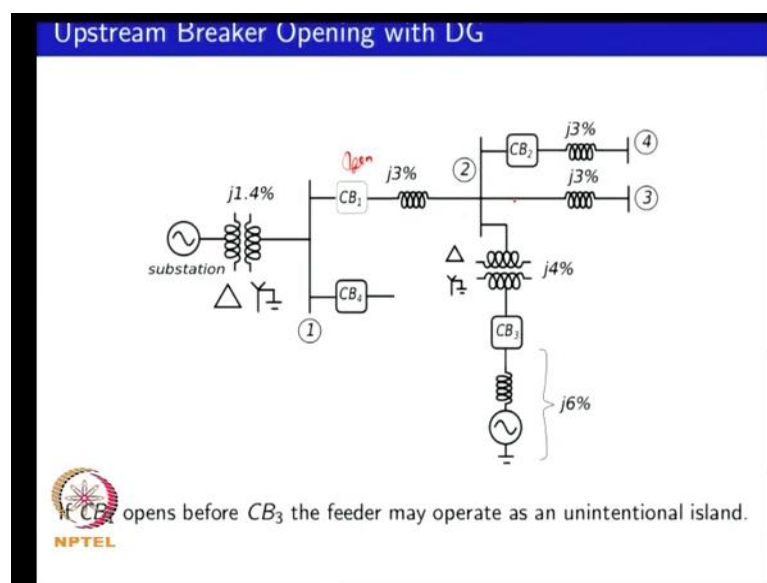 Upstream Breaker Opening with DG
Open
j1.4%
CB₁
j3%
②
CB₂
j3%
④
j3%
③
substation
Δ
CB₄
①
Δ
j4%
CB₃
j6%
opens before CB₃ the feeder may operate as an unintentional island.
NPTEL